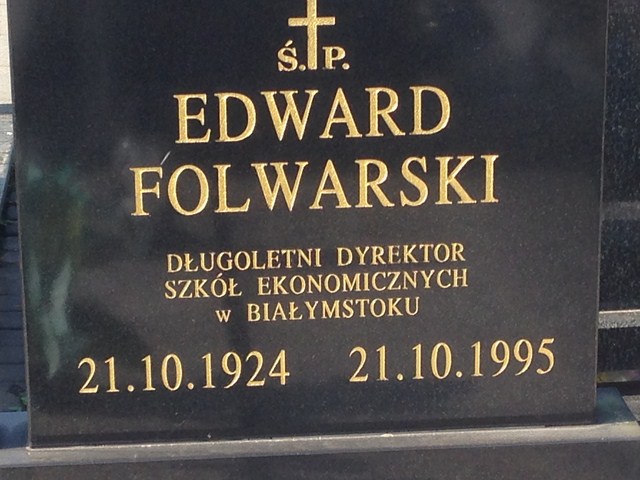 Ś.P.
EDWARD
FOLWARSKI
DŁUGOLETNI DYREKTOR
SZKÓŁ EKONOMICZNYCH
w BIAŁYMSTOKU
21.10.1924 21.10.1995